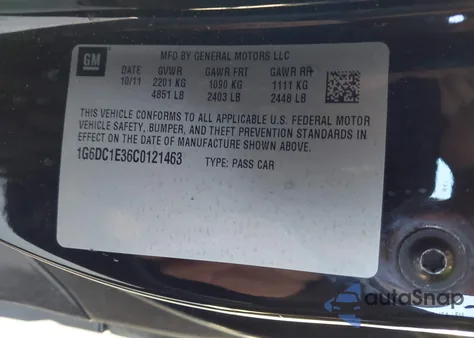 GM
MFD BY GENERAL MOTORS LLC
DATE GVWR GAWR FRT GAWR RR
10/11 2201 KG 1090 KG 1111 KG
4851 LB 2403 LB 2448 LB
THIS VEHICLE CONFORMS TO ALL APPLICABLE U.S. FEDERAL MOTOR
VEHICLE SAFETY, BUMPER, AND THEFT PREVENTION STANDARDS IN
EFFECT ON THE DATE OF MANUFACTURE SHOWN ABOVE.
1G6DC1E36C0121463 TYPE: PASS CAR
autoSnap